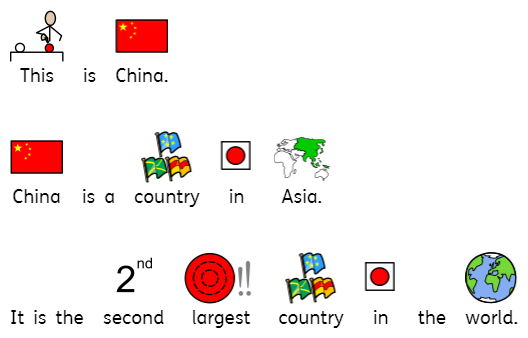 This is China.
China is a country in Asia.
2nd
It is the second largest country in the world.